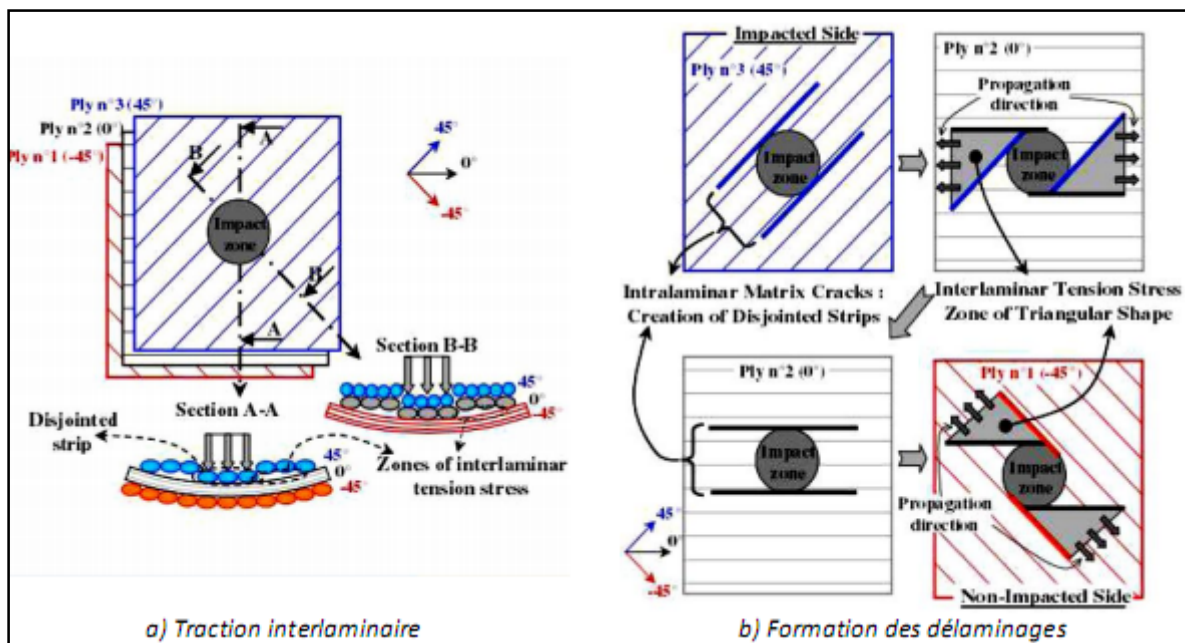 Ply n°3 (45°)
Ply n°2 (0°)
Ply n°1 (-45°)
A
B
Impact
zone
B
A
45°
0°
-45°
Section B-B
Section A-A
45°
0°
-45°
Disjointed
strip
45°
0°
-45°
Zones of interlaminar
tension stress
a) Traction interlaminaire
Impacted Side
Ply n°3 (45°)
Impact
zone
Ply n°2 (0°)
Propagation
direction
Impact
zone
Intralaminar Matrix Cracks :
Creation of Disjointed Strips
Interlaminar Tension Stress
Zone of Triangular Shape
Ply n°2 (0°)
Impact
zone
45°
0°
-45°
Ply n°1 (-45°)
Impact
zone
Propagation
direction
Non-Impacted Side
b) Formation des délaminages